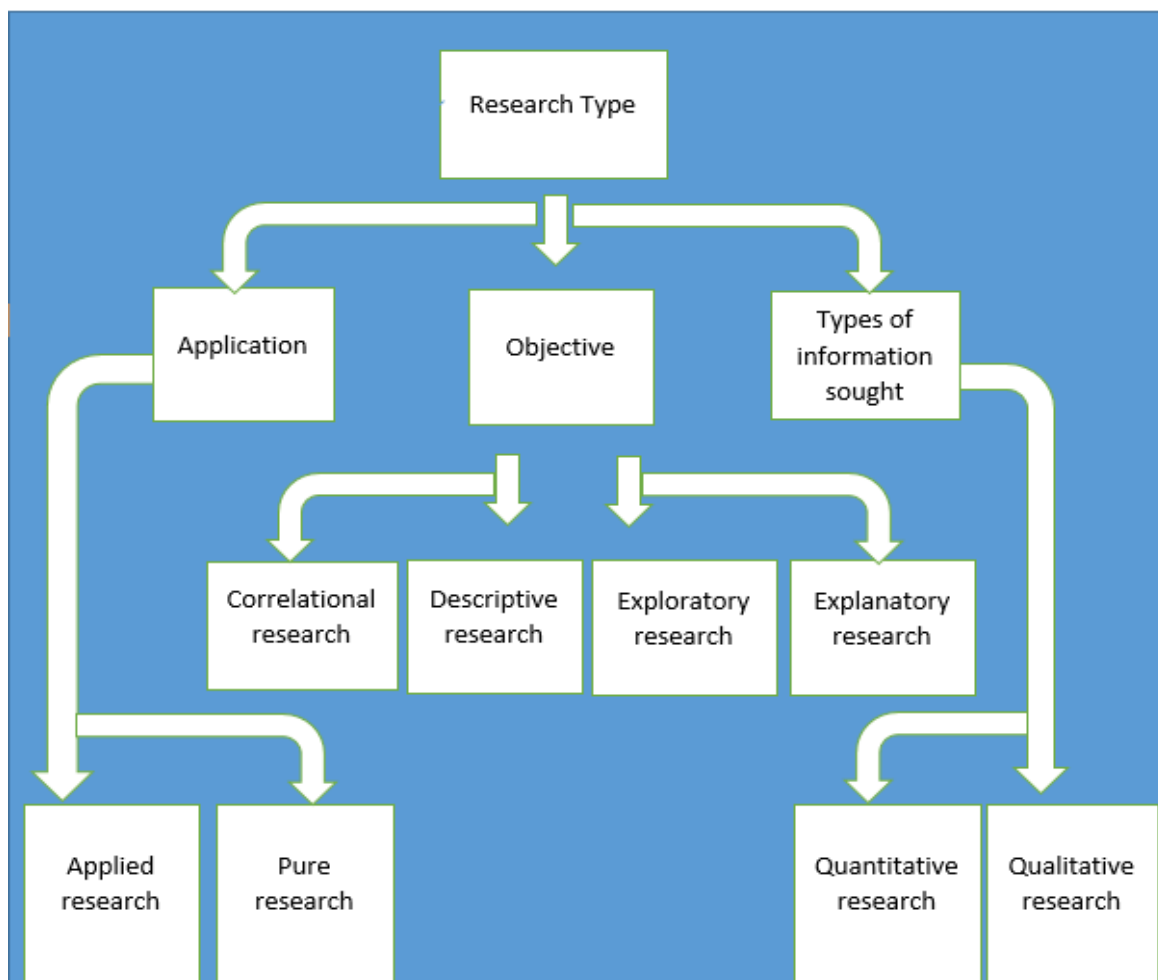 Research Type
Application
Objective
Types of
information
sought
Correlational
research
Descriptive
research
Exploratory
research
Explanatory
research
Applied
research
Pure
research
Quantitative
research
Qualitative
research